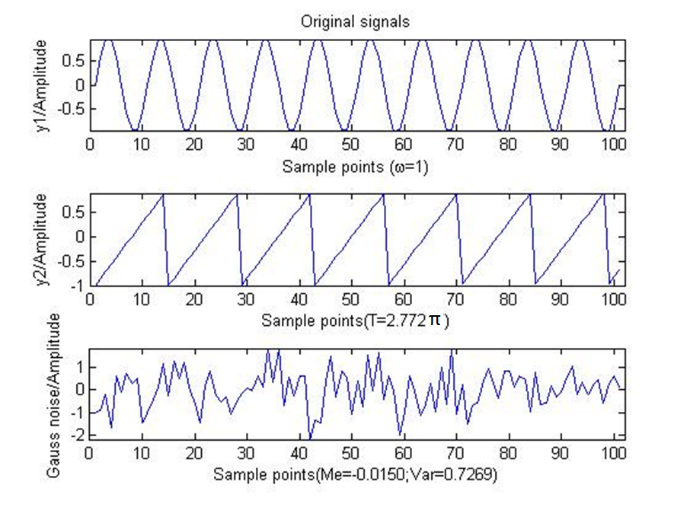 Original signals
y1/Amplitude
0.5
0
-0.5
0 10 20 30 40 50 60 70 80 90 100
Sample points (ω=1)
y2/Amplitude
0.5
0
-0.5
-1
0 10 20 30 40 50 60 70 80 90 100
Sample points(T=2.772π)
Gauss noise/Amplitude
1
0
-1
-2
0 10 20 30 40 50 60 70 80 90 100
Sample points(Me=-0.0150;Var=0.7269)